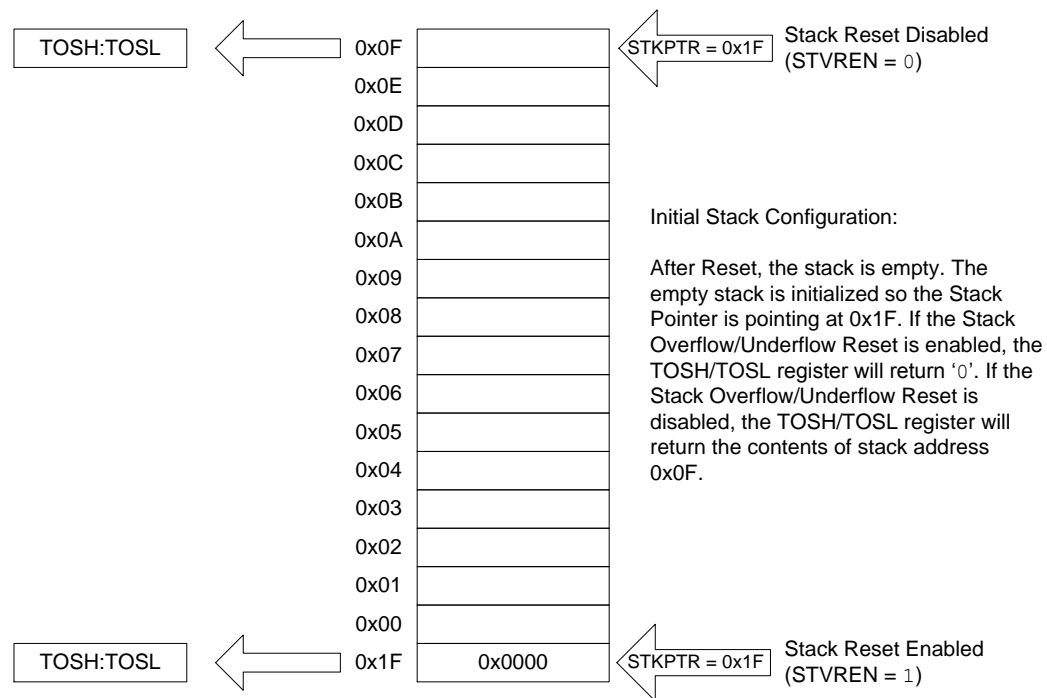 TOSH:TOSL
0x0F
STKPTR = 0x1F
Stack Reset Disabled
(STVREN = 0)
0x0E
0x0D
0x0C
0x0B
0x0A
0x09
0x08
0x07
0x06
0x05
0x04
0x03
0x02
0x01
0x00
Initial Stack Configuration:
After Reset, the stack is empty. The
empty stack is initialized so the Stack
Pointer is pointing at 0x1F. If the Stack
Overflow/Underflow Reset is enabled, the
TOSH/TOSL register will return ‘0’. If the
Stack Overflow/Underflow Reset is
disabled, the TOSH/TOSL register will
return the contents of stack address
0x0F.
TOSH:TOSL
0x1F
0x0000
STKPTR = 0x1F
Stack Reset Enabled
(STVREN = 1)